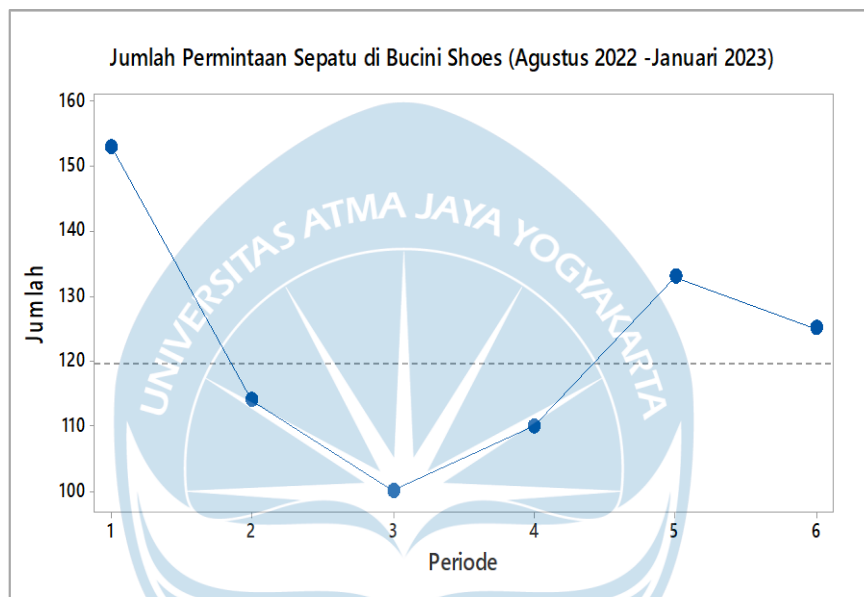 Jumlah Permintaan Sepatu di Bucini Shoes (Agustus 2022 -Januari 2023)
160
150
140
130
120
110
100
Jumlah
UNIVERSITAS ATMA JAYA YOGYAKARTA
1 2 3 4 5 6
Periode